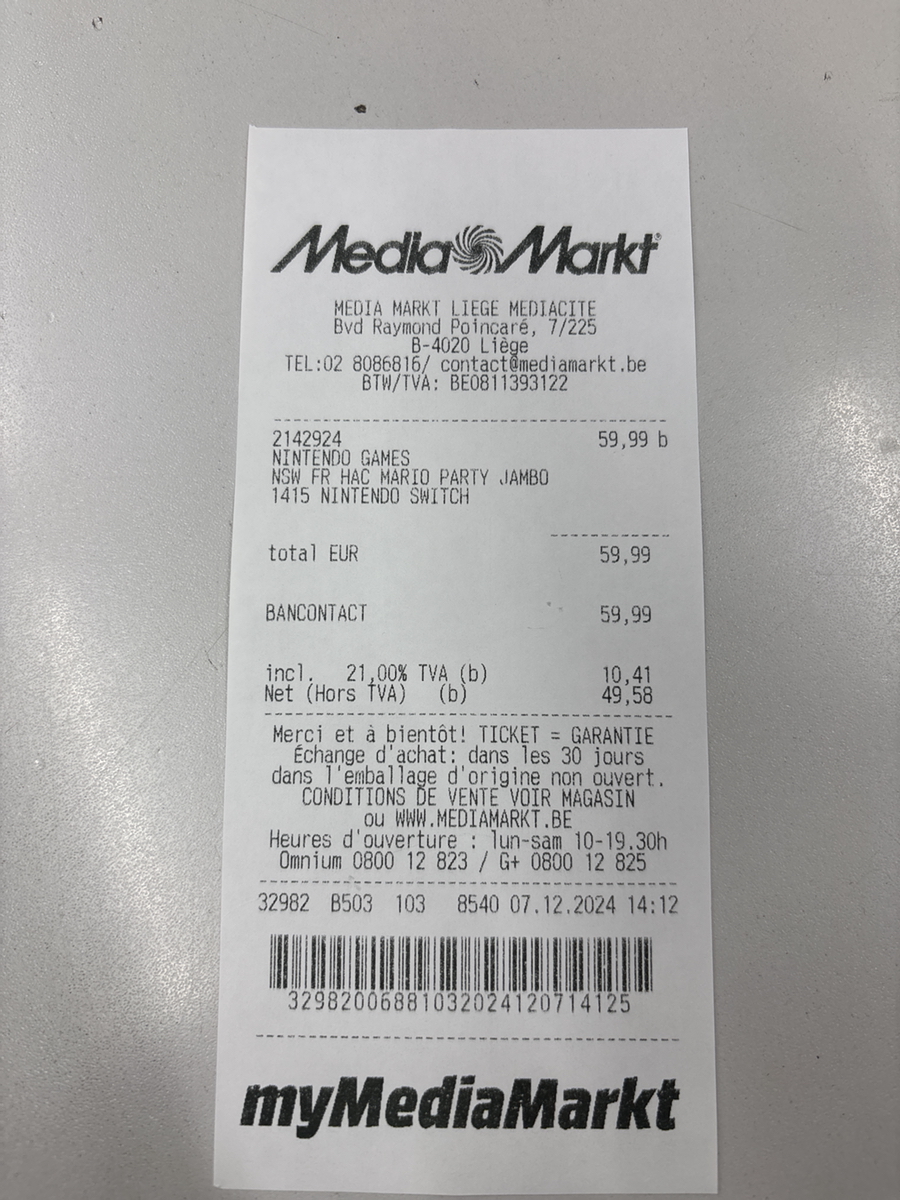 Media Markt®
MEDIA MARKT LIEGE MEDIACITE
Bvd Raymond Poincaré, 7/225
B-4020 Liège
TEL:02 8086816/ contact@mediamarkt.be
BTW/TVA: BE0811393122
2142924 59,99 b
NINTENDO GAMES
NSW FR HAC MARIO PARTY JAMBO
1415 NINTENDO SWITCH
total EUR 59,99
BANCONTACT 59,99
incl. 21,00% TVA (b) 10,41
Net (Hors TVA) (b) 49,58
Merci et à bientôt! TICKET = GARANTIE
Échange d'achat: dans les 30 jours
dans l'emballage d'origine non ouvert.
CONDITIONS DE VENTE VOIR MAGASIN
ou WWW.MEDIAMARKT.BE
Heures d'ouverture : lun-sam 10-19.30h
Omnium 0800 12 823 / G+ 0800 12 825
32982 B503 103 8540 07.12.2024 14:12
32982006881032024120714125
myMediaMarkt